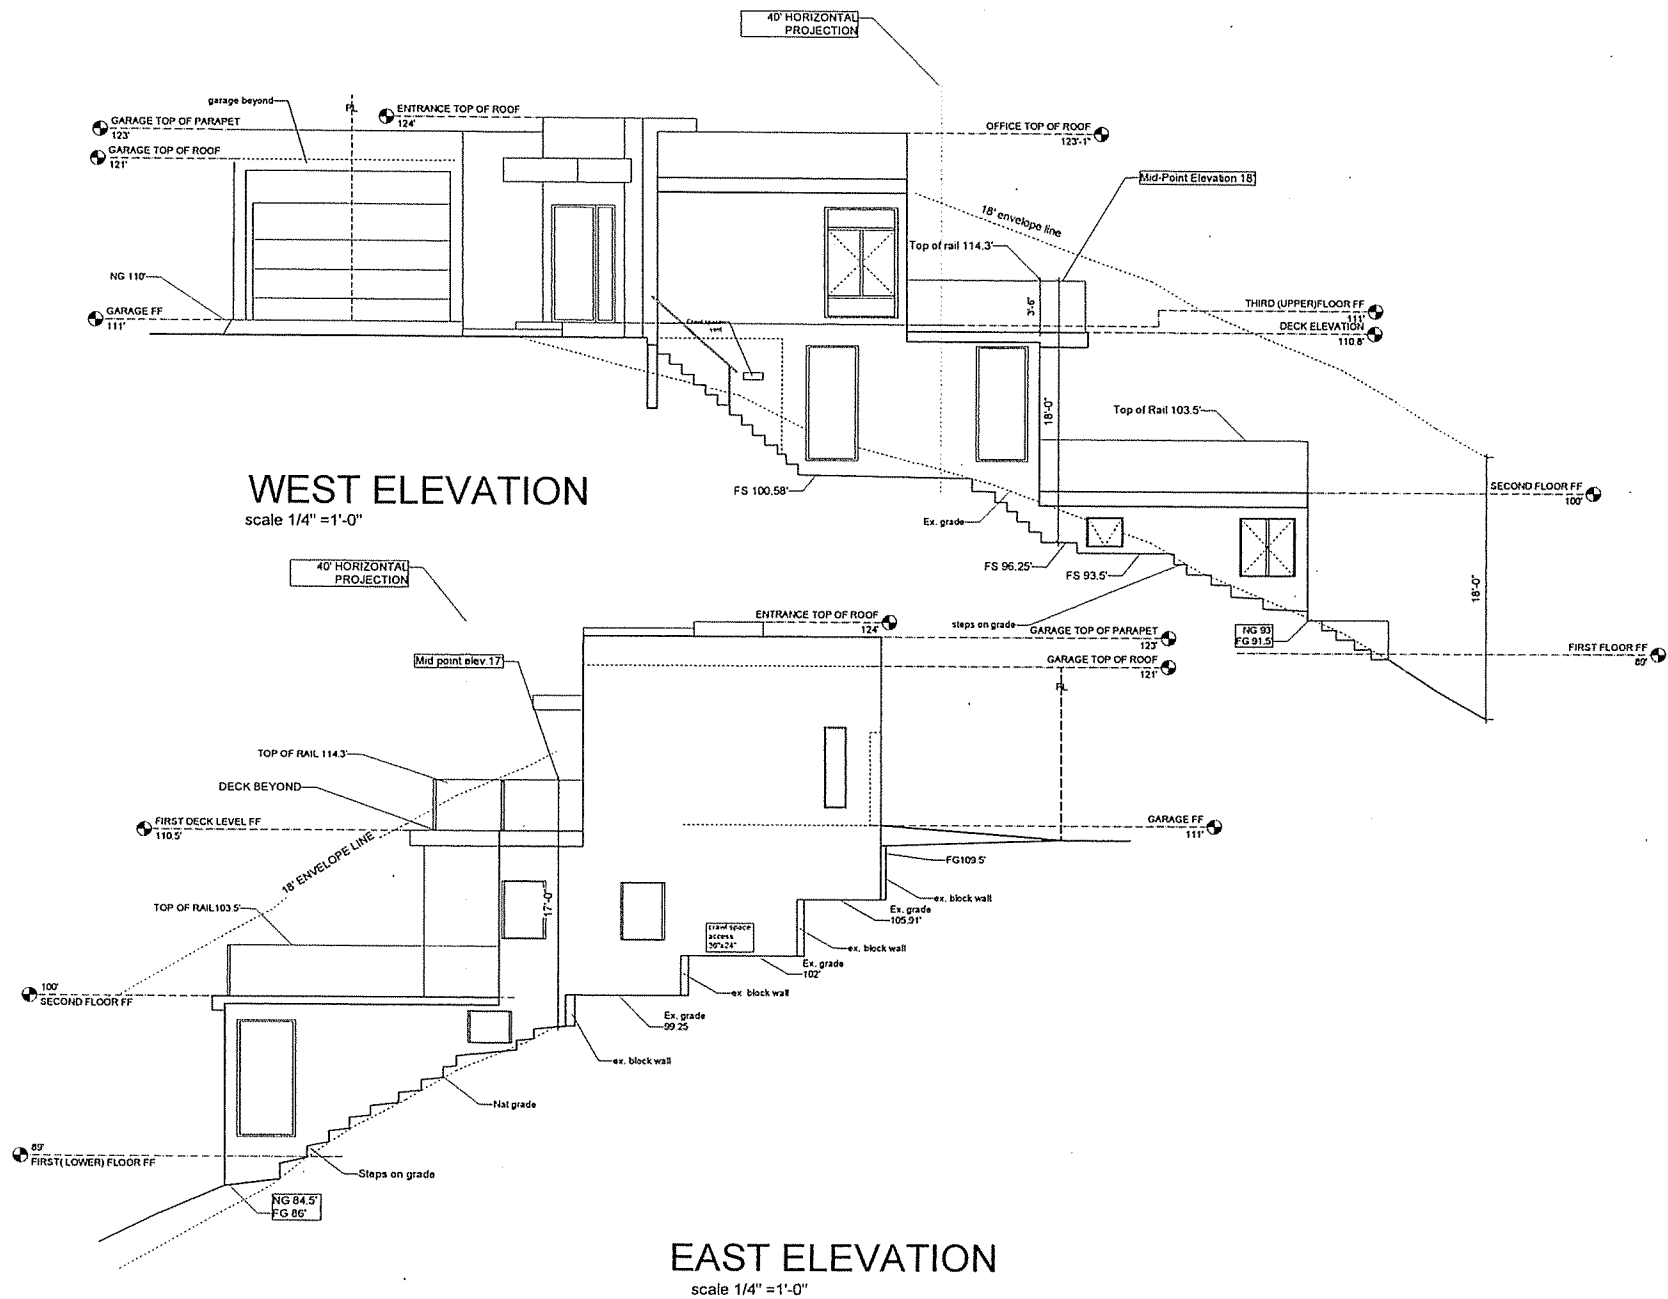 40' HORIZONTAL
PROJECTION
garage beyond
PL
ENTRANCE TOP OF ROOF
124'
GARAGE TOP OF PARAPET
123'
OFFICE TOP OF ROOF
123'-1"
GARAGE TOP OF ROOF
121'
Mid-Point Elevation 18'
18' envelope line
Top of rail 114.3'
NG 110'
3'-6"
THIRD (UPPER)FLOOR FF
111'
GARAGE FF
111'
DECK ELEVATION
110.8'
18'-0"
Top of Rail 103.5'
WEST ELEVATION
scale 1/4" =1'-0"
FS 100.58'
SECOND FLOOR FF
100'
Ex. grade
FS 96.25'
FS 93.5'
18'-0"
steps on grade
NG 93
FG 91.5
FIRST FLOOR FF
89'
40' HORIZONTAL
PROJECTION
ENTRANCE TOP OF ROOF
124'
GARAGE TOP OF PARAPET
123'
Mid point elev.17'
GARAGE TOP OF ROOF
121'
PL
TOP OF RAIL 114.3'
DECK BEYOND
FIRST DECK LEVEL FF
110.5'
GARAGE FF
111'
18' ENVELOPE LINE
FG109.5'
TOP OF RAIL103.5'
17'-0"
ex. block wall
Ex. grade
105.91'
crawl space
access
30"x24"
ex. block wall
Ex. grade
102'
100'
SECOND FLOOR FF
ex. block wall
Ex. grade
99.25
ex. block wall
Nat grade
89'
FIRST( LOWER) FLOOR FF
Steps on grade
NG 84.5'
FG 86'
EAST ELEVATION
scale 1/4" =1'-0"